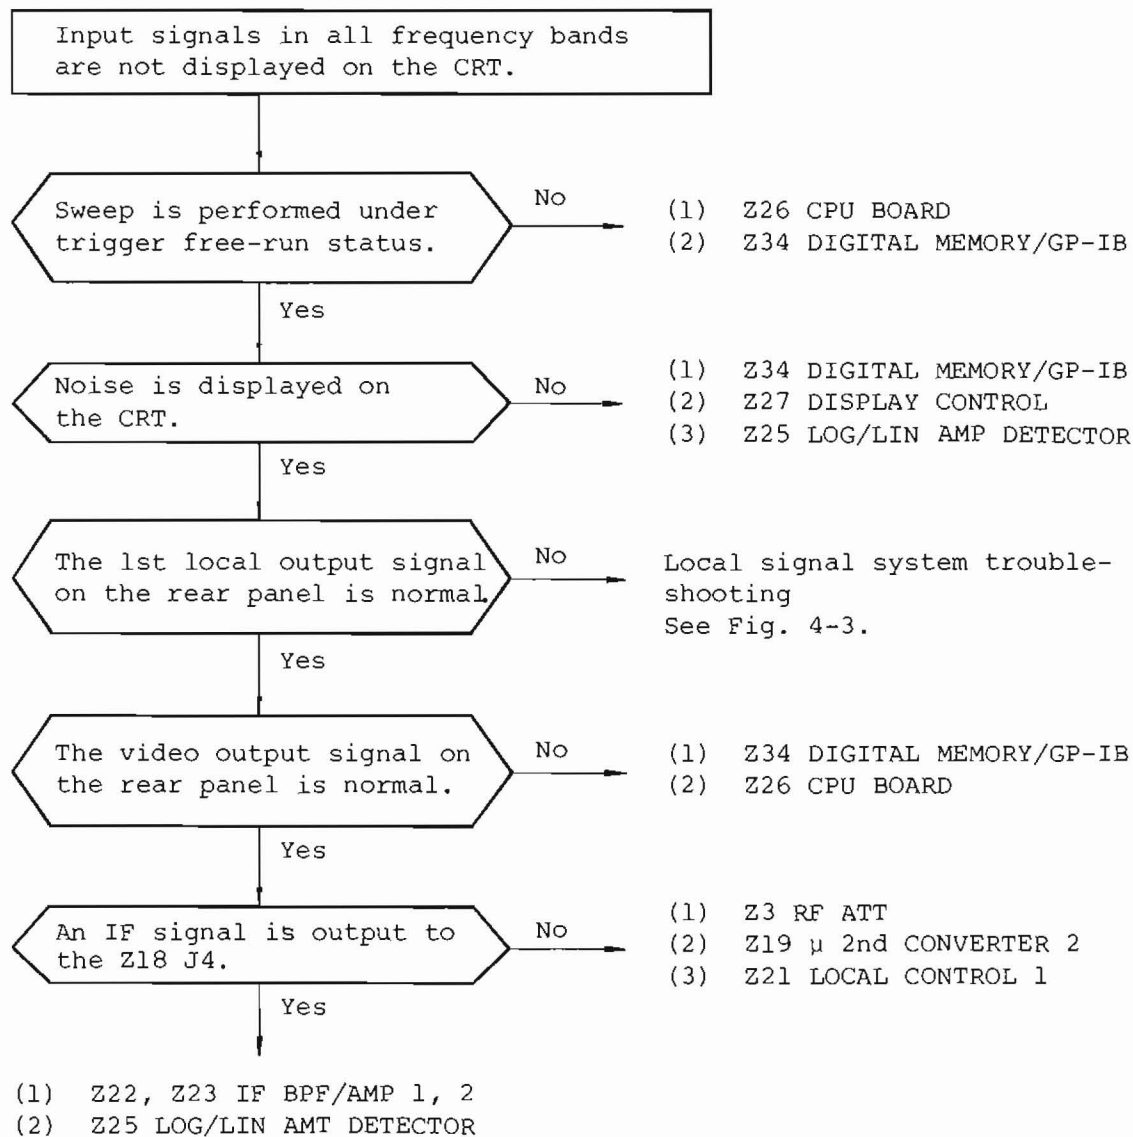 Input signals in all frequency bands
are not displayed on the CRT.
Sweep is performed under
trigger free-run status.
No
(1) Z26 CPU BOARD
(2) Z34 DIGITAL MEMORY/GP-IB
Yes
Noise is displayed on
the CRT.
No
(1) Z34 DIGITAL MEMORY/GP-IB
(2) Z27 DISPLAY CONTROL
(3) Z25 LOG/LIN AMP DETECTOR
Yes
The 1st local output signal
on the rear panel is normal.
No
Local signal system trouble-
shooting
See Fig. 4-3.
Yes
The video output signal on
the rear panel is normal.
No
(1) Z34 DIGITAL MEMORY/GP-IB
(2) Z26 CPU BOARD
Yes
An IF signal is output to
the Z18 J4.
No
(1) Z3 RF ATT
(2) Z19 μ 2nd CONVERTER 2
(3) Z21 LOCAL CONTROL 1
Yes
(1) Z22, Z23 IF BPF/AMP 1, 2
(2) Z25 LOG/LIN AMT DETECTOR